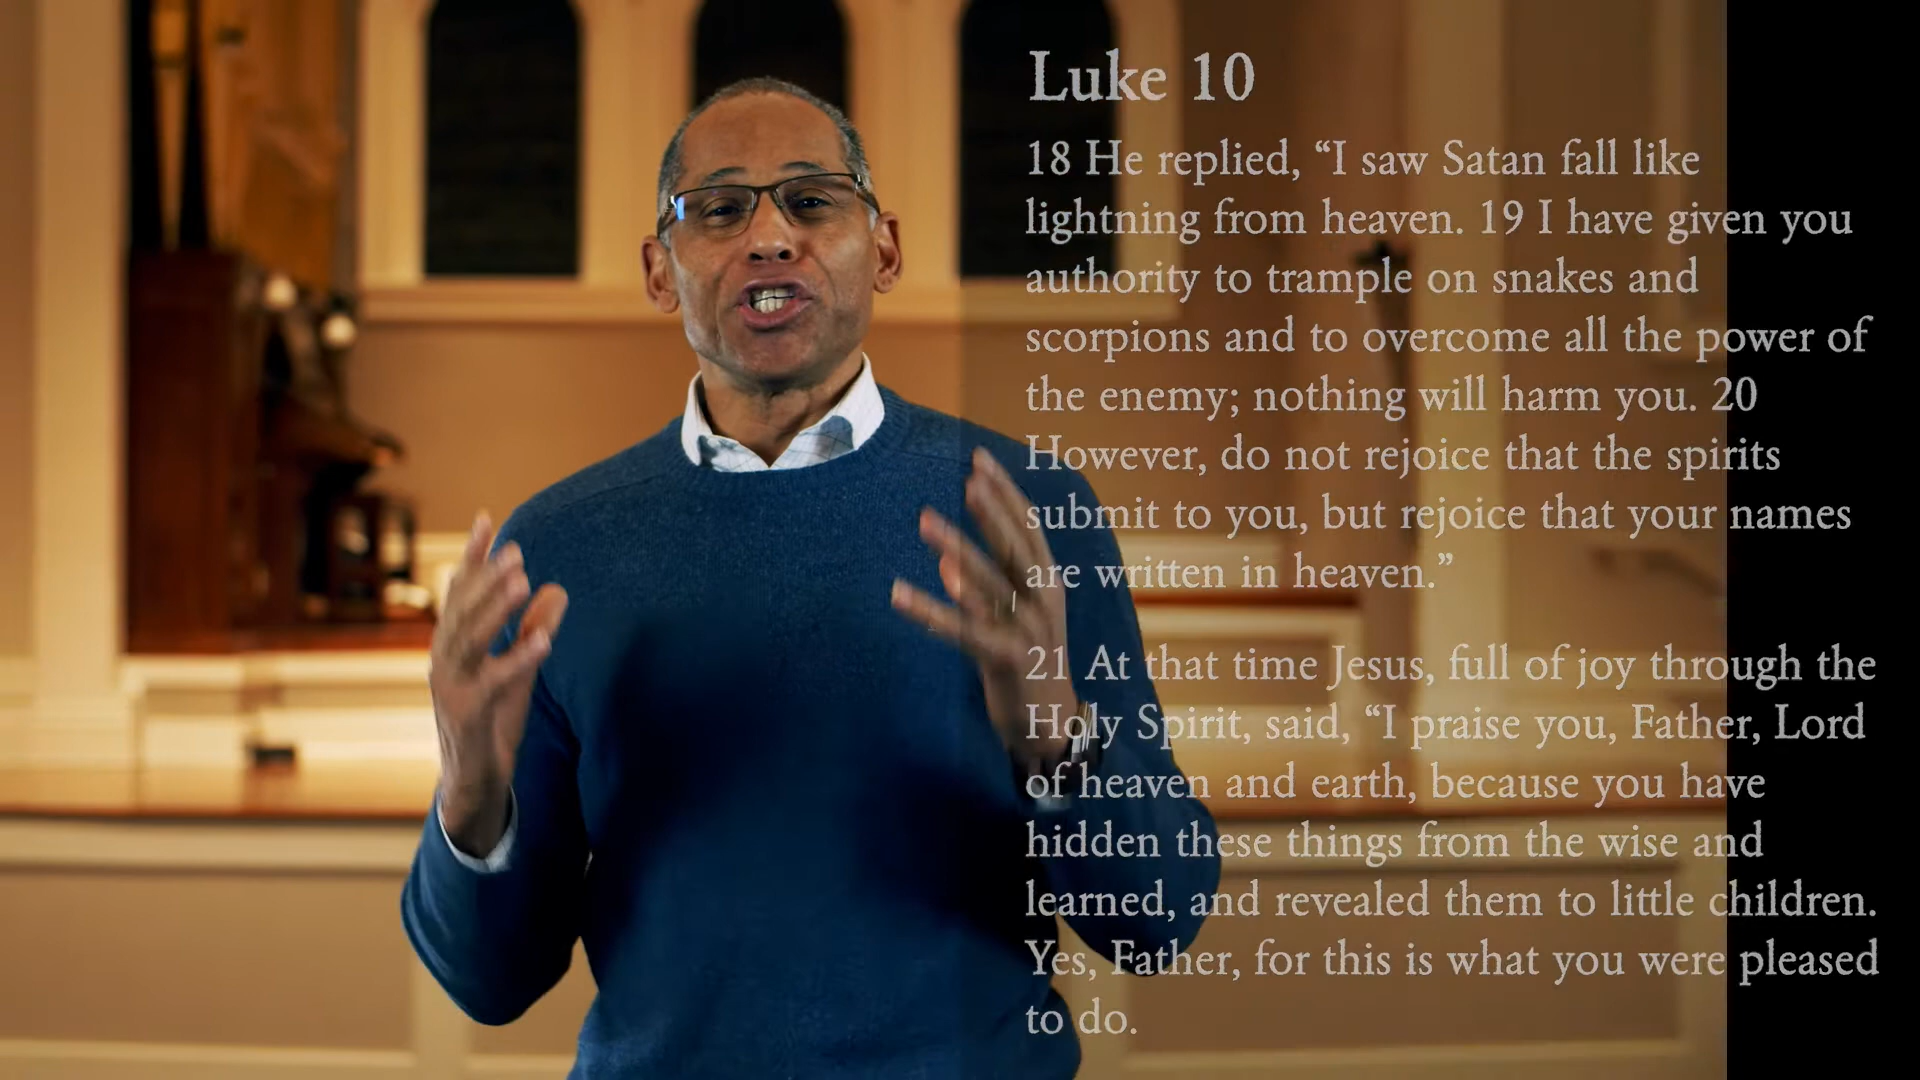 Luke 10
18 He replied, “I saw Satan fall like
lightning from heaven. 19 I have given you
authority to trample on snakes and
scorpions and to overcome all the power of
the enemy; nothing will harm you. 20
However, do not rejoice that the spirits
submit to you, but rejoice that your names
are written in heaven.”
21 At that time Jesus, full of joy through the
Holy Spirit, said, “I praise you, Father, Lord
of heaven and earth, because you have
hidden these things from the wise and
learned, and revealed them to little children.
Yes, Father, for this is what you were pleased
to do.